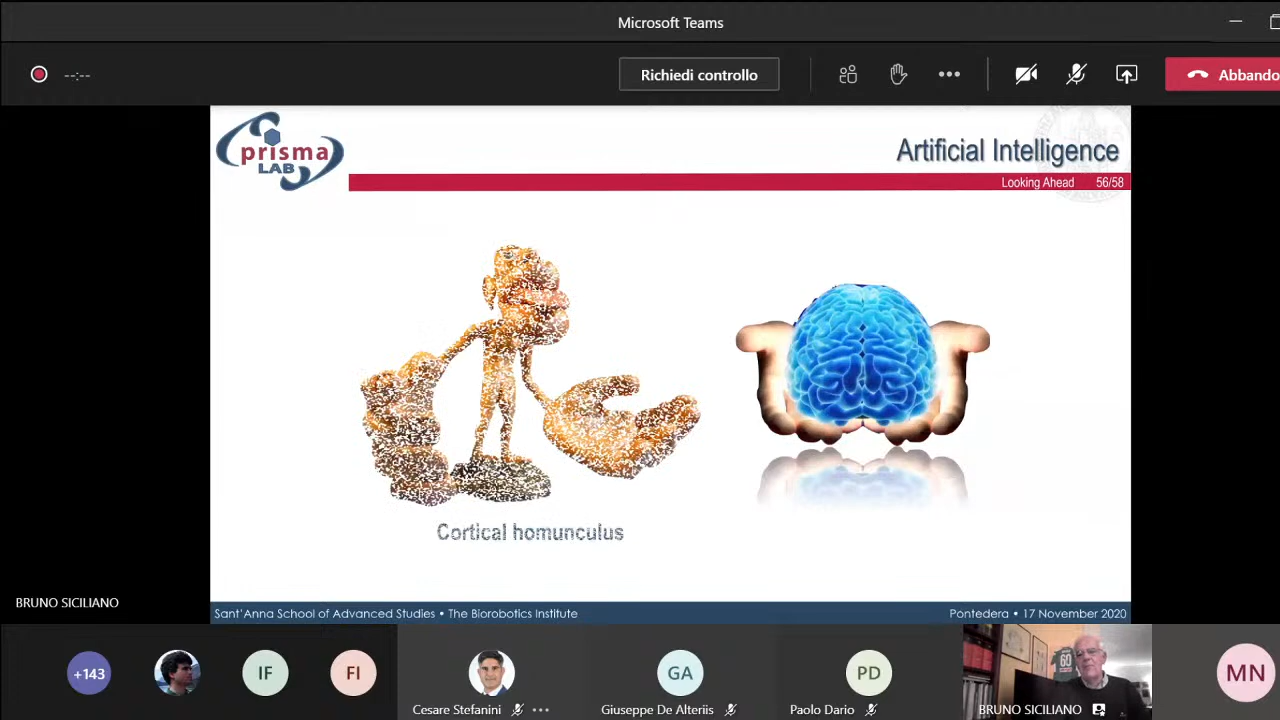 Microsoft Teams
--:--
Richiedi controllo
Abbando
prisma
LAB
Artificial Intelligence
Looking Ahead 56/58
Cortical homunculus
BRUNO SICILIANO
Sant'Anna School of Advanced Studies • The Biorobotics Institute
Pontedera • 17 November 2020
+143
IF
FI
GA
PD
MN
60
Cesare Stefanini
Giuseppe De Alteriis
Paolo Dario
BRUNO SICILIANO